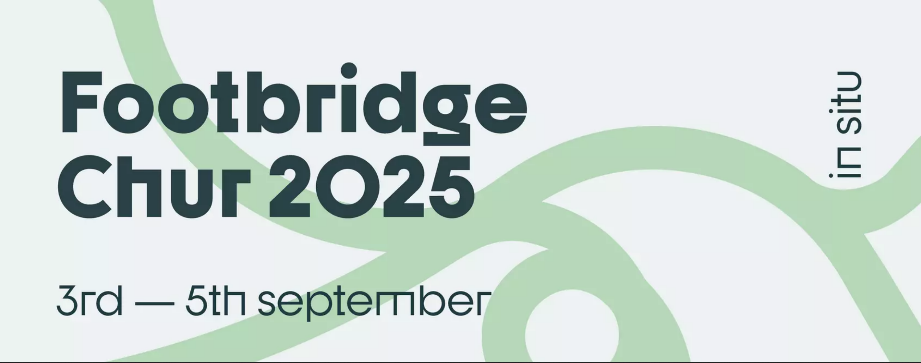 Footbridge
Chur 2025
3rd — 5th september
in situ